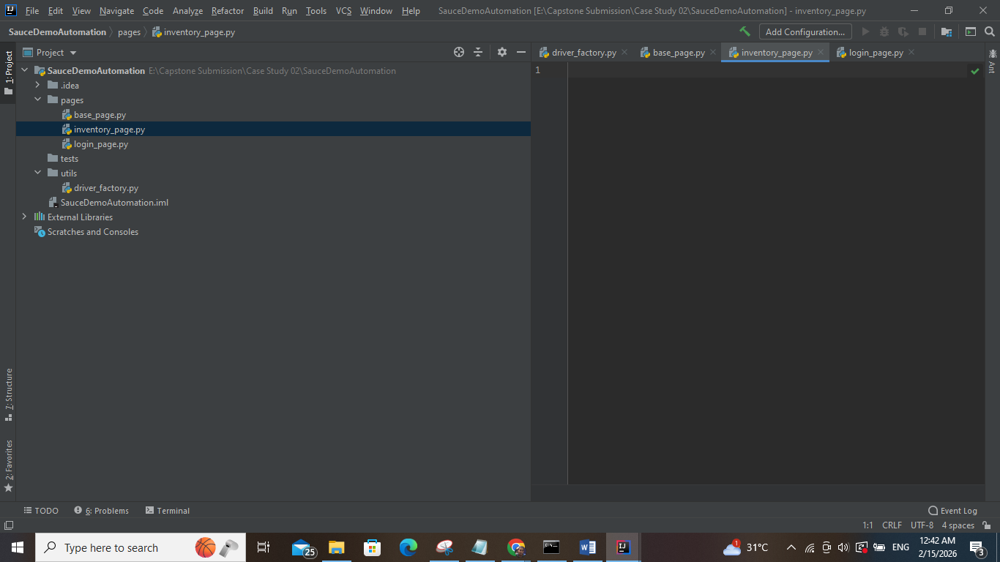 File Edit View Navigate Code Analyze Refactor Build Run Tools VCS Window Help SauceDemoAutomation [E:\Capstone Submission\Case Study 02\SauceDemoAutomation] - inventory_page.py
SauceDemoAutomation pages inventory_page.py Add Configuration...
1: Project
Project
driver_factory.py base_page.py inventory_page.py login_page.py
Ant
SauceDemoAutomation E:\Capstone Submission\Case Study 02\SauceDemoAutomation
1
.idea
pages
base_page.py
inventory_page.py
login_page.py
tests
utils
driver_factory.py
SauceDemoAutomation.iml
External Libraries
Scratches and Consoles
7: Structure
2: Favorites
TODO 6: Problems Terminal Event Log
1:1 CRLF UTF-8 4 spaces
Type here to search 25 1 31°C ENG
12:42 AM
2/15/2026
3